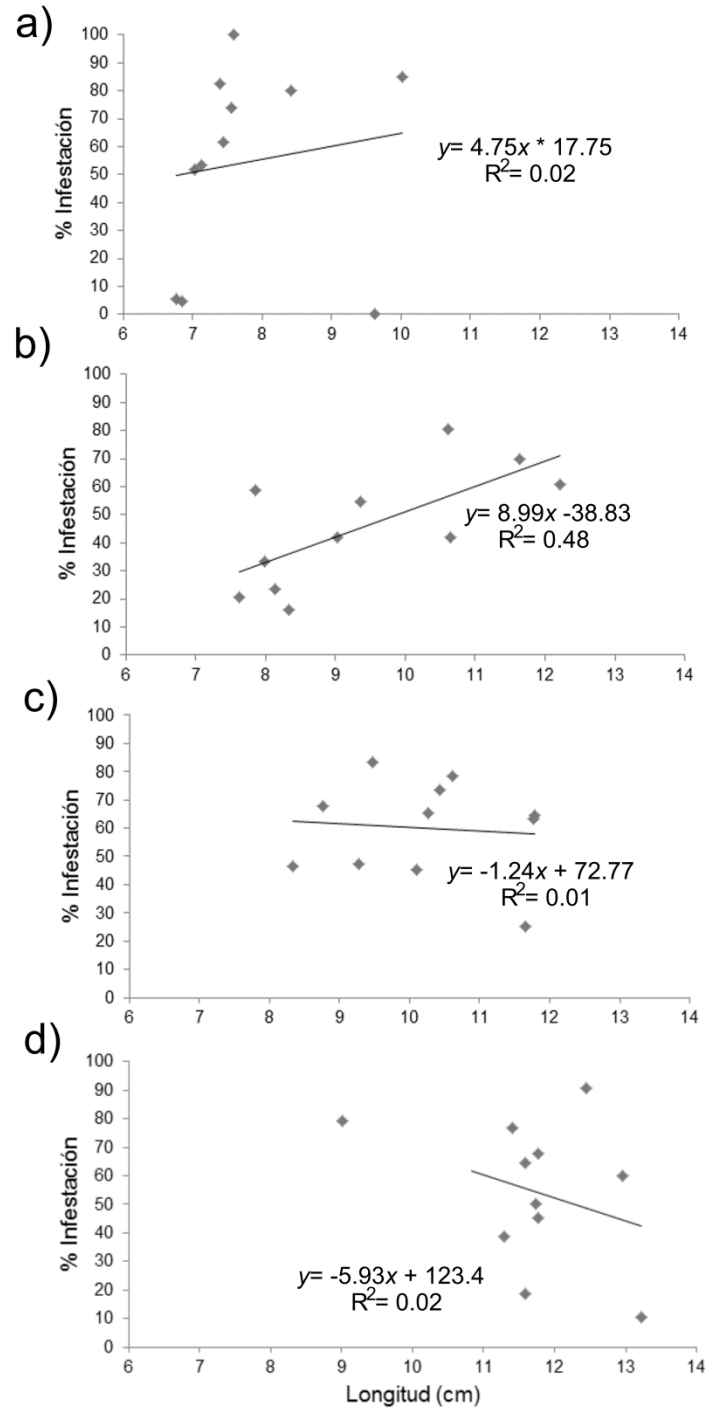 a)
100
90
80
70
60
50
40
30
20
10
0
% Infestación
y= 4.75x * 17.75
R2= 0.02
6 7 8 9 10 11 12 13 14
b)
100
90
80
70
60
50
40
30
20
10
0
% Infestación
y= 8.99x -38.83
R2= 0.48
6 7 8 9 10 11 12 13 14
c)
100
90
80
70
60
50
40
30
20
10
0
% Infestación
y= -1.24x + 72.77
R2= 0.01
6 7 8 9 10 11 12 13 14
d)
100
90
80
70
60
50
40
30
20
10
0
% Infestación
y= -5.93x + 123.4
R2= 0.02
6 7 8 9 10 11 12 13 14
Longitud (cm)